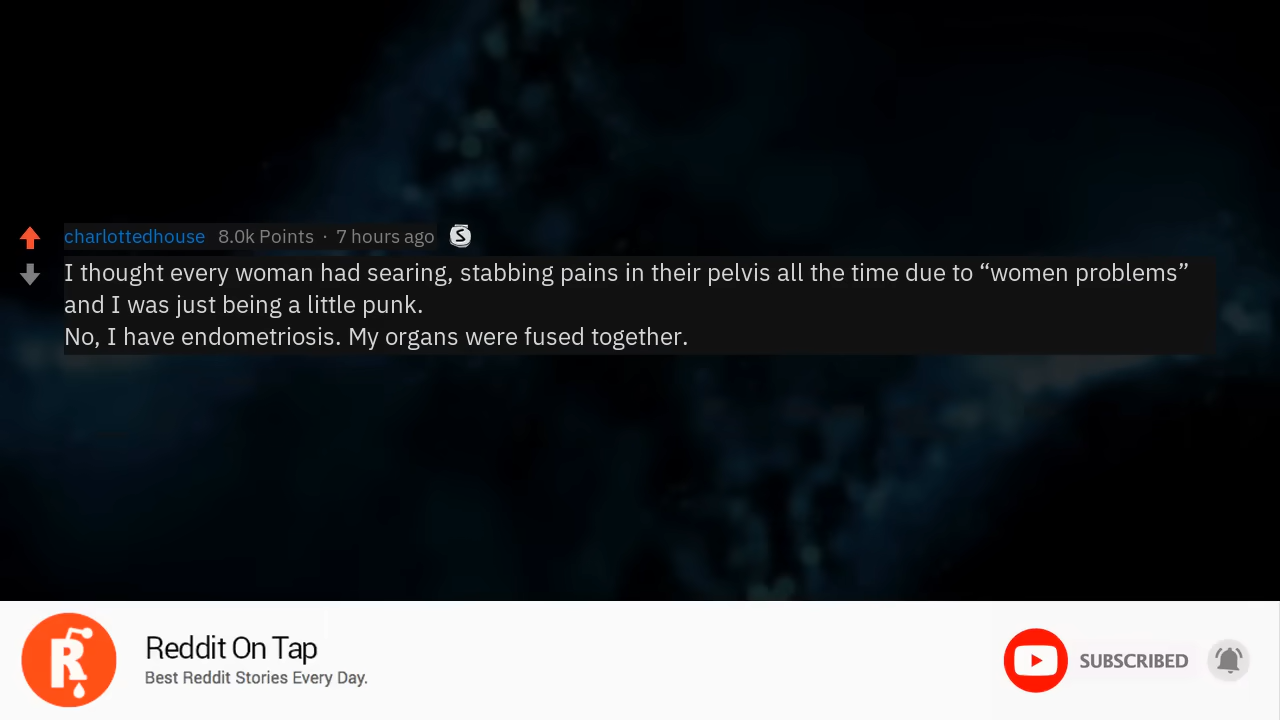 charlottedhouse 8.0k Points · 7 hours ago
I thought every woman had searing, stabbing pains in their pelvis all the time due to “women problems”
and I was just being a little punk.
No, I have endometriosis. My organs were fused together.
Reddit On Tap
Best Reddit Stories Every Day.
SUBSCRIBED